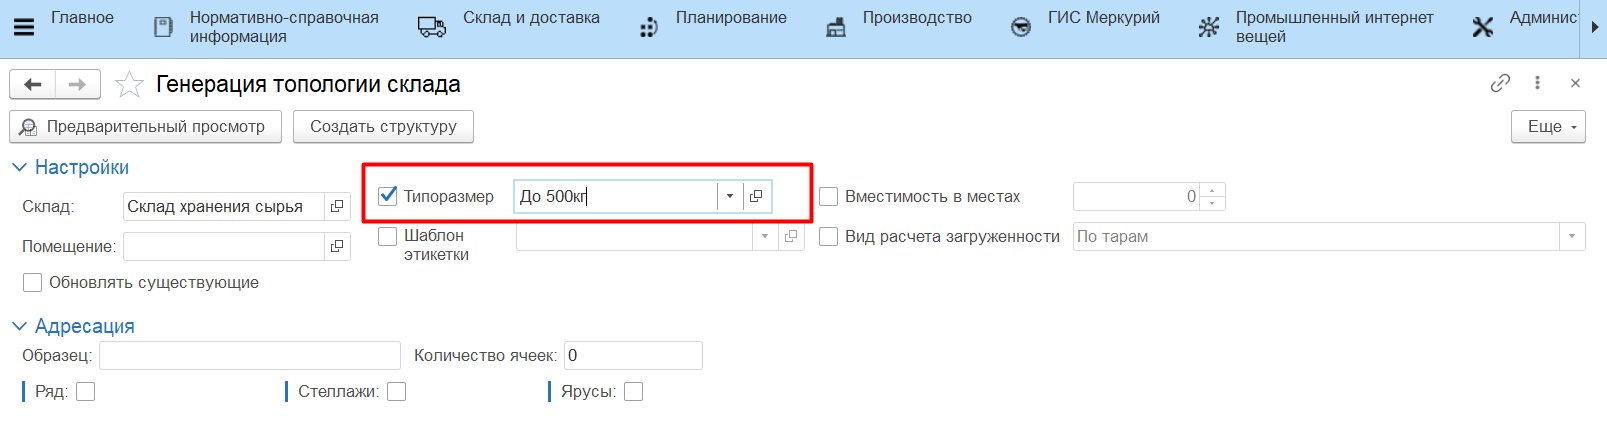 Главное
Нормативно-справочная
информация
Склад и доставка
Планирование
Производство
ГИС Меркурий
Промышленный интернет
вещей
Админис
Генерация топологии склада
Предварительный просмотр
Создать структуру
Еще
Настройки
Склад: Склад хранения сырья
Типоразмер До 500кг
Вместимость в местах 0
Помещение:
Шаблон
этикетки
Вид расчета загруженности По тарам
Обновлять существующие
Адресация
Образец:
Количество ячеек: 0
Ряд:
Стеллажи:
Ярусы: